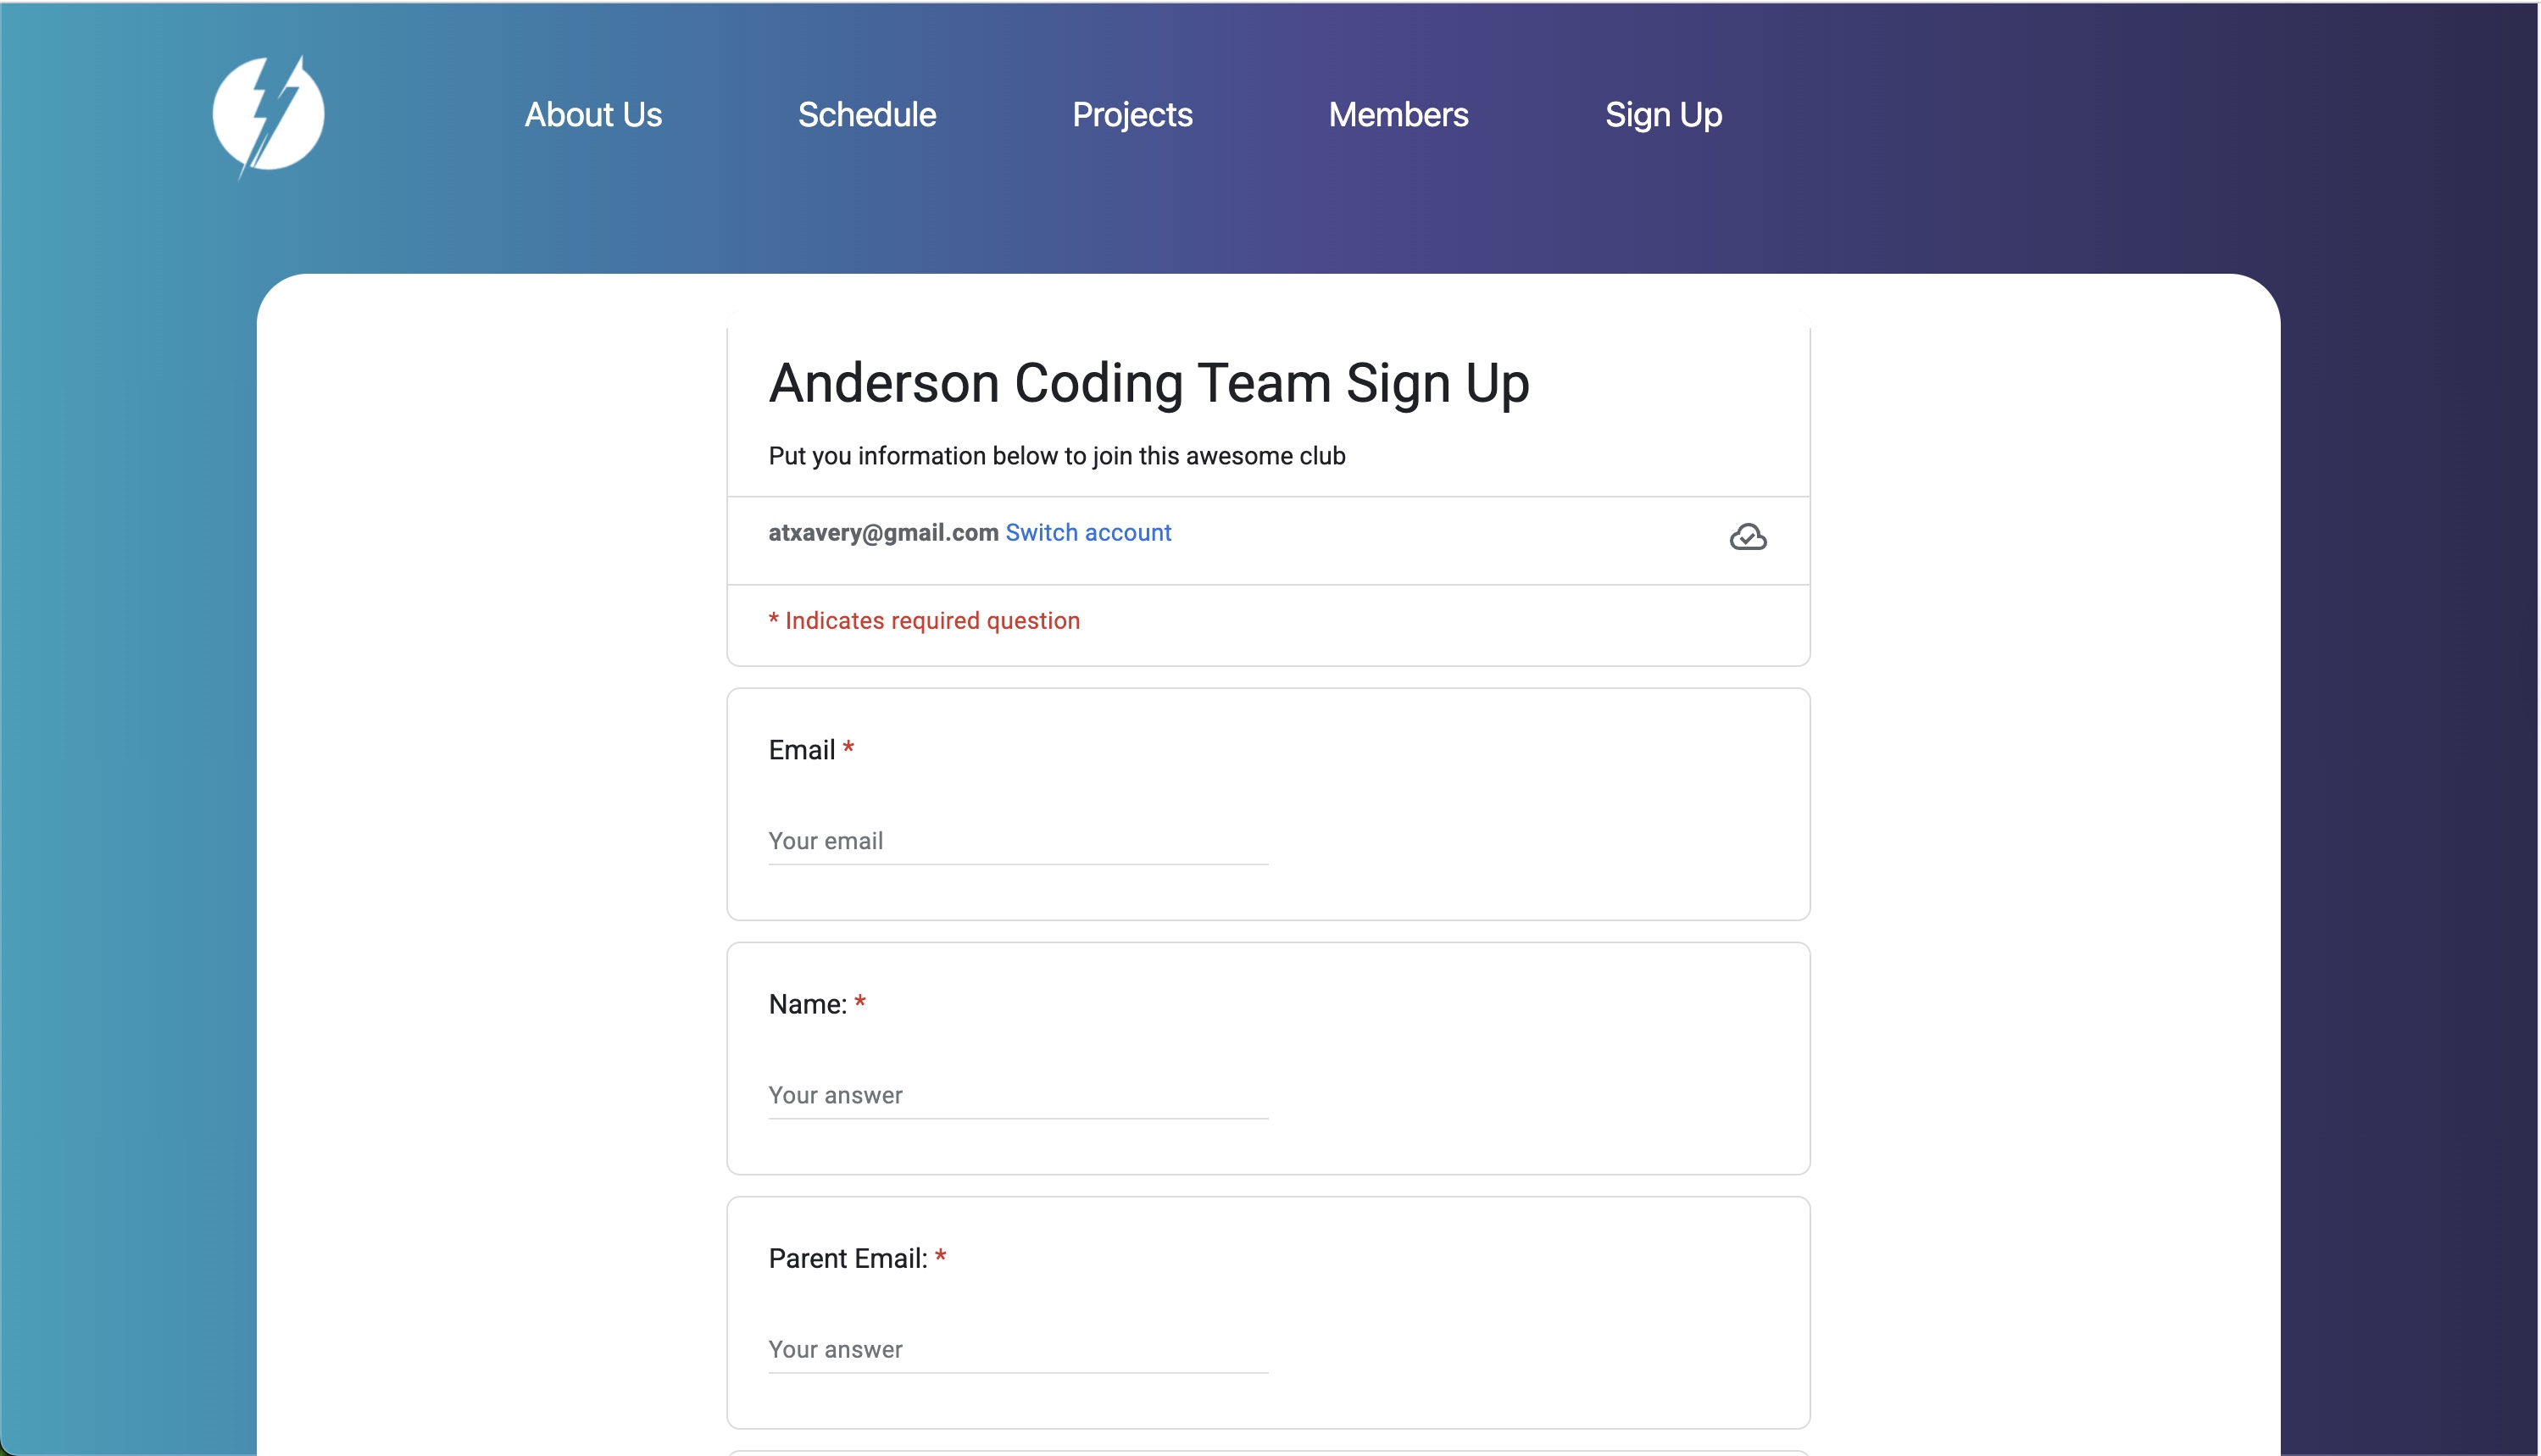 About Us Schedule Projects Members Sign Up
Anderson Coding Team Sign Up
Put you information below to join this awesome club
atxavery@gmail.com Switch account
* Indicates required question
Email *
Your email
Name: *
Your answer
Parent Email: *
Your answer